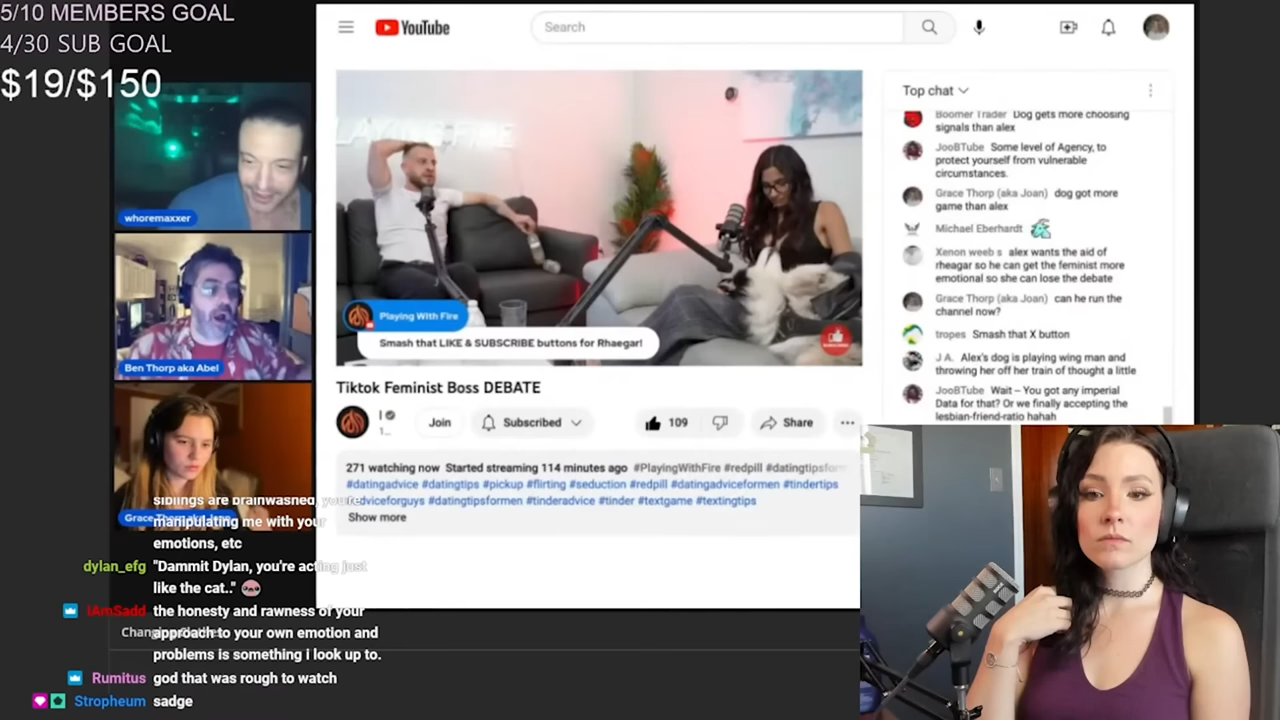 5/10 MEMBERS GOAL
4/30 SUB GOAL
$19/$150
whoremaxxer
Ben Thorp aka Abel
siblings are brainwashed, you're
manipulating me with your
emotions, etc
dylan_efg "Dammit Dylan, you're acting just
like the cat.."
IAmSadd the honesty and rawness of your
approach to your own emotion and
problems is something i look up to.
Rumitus god that was rough to watch
Stropheum sadge
YouTube
Search
PLAYING WITH FIRE
Playing With Fire
Smash that LIKE & SUBSCRIBE buttons for Rhaegar!
Tiktok Feminist Boss DEBATE
Join
Subscribed
109
Share
271 watching now Started streaming 114 minutes ago #PlayingWithFire #redpill #datingtipsform
#datingadvice #datingtips #pickup #flirting #seduction #redpill #datingadviceformen #tindertips
#datingtipsformen #tinderadvice #tinder #textgame #textingtips
Show more
Top chat
Boomer Trader Dog gets more choosing
signals than alex
JooBTube Some level of Agency, to
protect yourself from vulnerable
circumstances.
Grace Thorp (aka Joan) dog got more
game than alex
Michael Eberhardt
Xenon weeb s alex wants the aid of
rheagar so he can get the feminist more
emotional so she can lose the debate
Grace Thorp (aka Joan) can he run the
channel now?
tropes Smash that X button
J A. Alex's dog is playing wing man and
throwing her off her train of thought a little
JooBTube Wait – You got any imperial
Data for that? Or we finally accepting the
lesbian-friend-ratio hahah